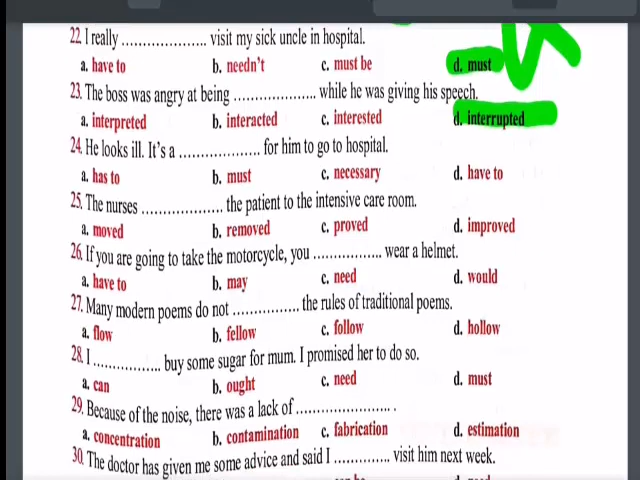 22. I really .................... visit my sick uncle in hospital.
a. have to b. needn't c. must be d. must
23. The boss was angry at being .................... while he was giving his speech.
a. interpreted b. interacted c. interested d. interrupted
24. He looks ill. It's a .................... for him to go to hospital.
a. has to b. must c. necessary d. have to
25. The nurses .................... the patient to the intensive care room.
a. moved b. removed c. proved d. improved
26. If you are going to take the motorcycle, you ................ wear a helmet.
a. have to b. may c. need d. would
27. Many modern poems do not ................ the rules of traditional poems.
a. flow b. fellow c. follow d. hollow
28. I ................ buy some sugar for mum. I promised her to do so.
a. can b. ought c. need d. must
29. Because of the noise, there was a lack of ...................... .
a. concentration b. contamination c. fabrication d. estimation
30. The doctor has given me some advice and said I ............. visit him next week.